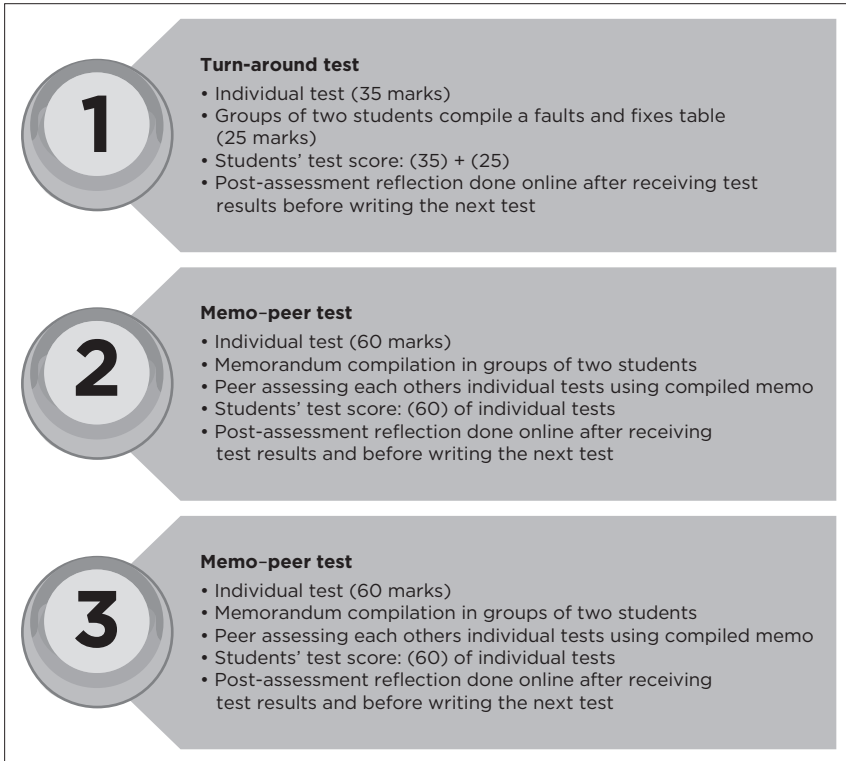 1
Turn-around test
• Individual test (35 marks)
• Groups of two students compile a faults and fixes table
(25 marks)
• Students’ test score: (35) + (25)
• Post-assessment reflection done online after receiving test
results before writing the next test
2
Memo–peer test
• Individual test (60 marks)
• Memorandum compilation in groups of two students
• Peer assessing each others individual tests using compiled memo
• Students’ test score: (60) of individual tests
• Post-assessment reflection done online after receiving
test results and before writing the next test
3
Memo–peer test
• Individual test (60 marks)
• Memorandum compilation in groups of two students
• Peer assessing each others individual tests using compiled memo
• Students’ test score: (60) of individual tests
• Post-assessment reflection done online after receiving
test results and before writing the next test